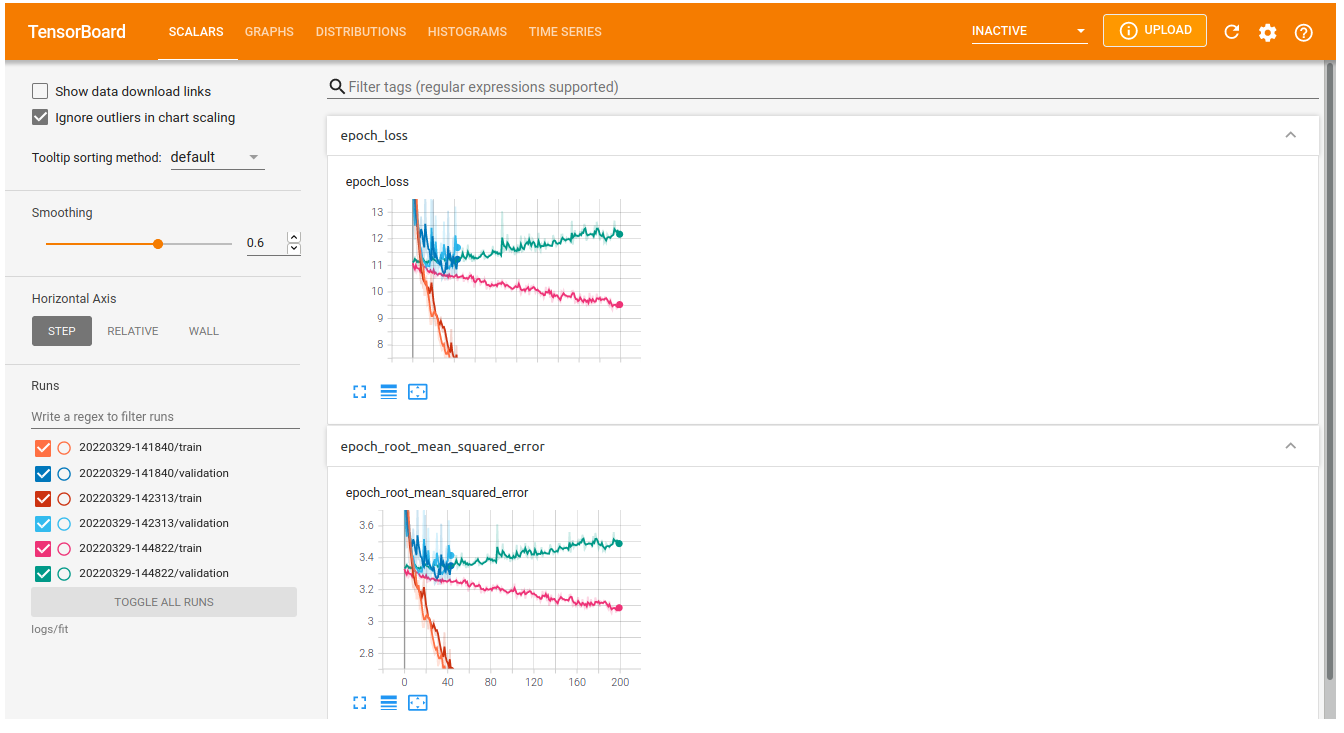 TensorBoard SCALARS GRAPHS DISTRIBUTIONS HISTOGRAMS TIME SERIES INACTIVE UPLOAD
Show data download links
Ignore outliers in chart scaling
Tooltip sorting method: default
Smoothing
0.6
Horizontal Axis
STEP RELATIVE WALL
Runs
Write a regex to filter runs
20220329-141840/train
20220329-141840/validation
20220329-142313/train
20220329-142313/validation
20220329-144822/train
20220329-144822/validation
TOGGLE ALL RUNS
logs/fit
Filter tags (regular expressions supported)
epoch_loss
epoch_loss
13
12
11
10
9
8
epoch_root_mean_squared_error
epoch_root_mean_squared_error
3.6
3.4
3.2
3
2.8
0 40 80 120 160 200